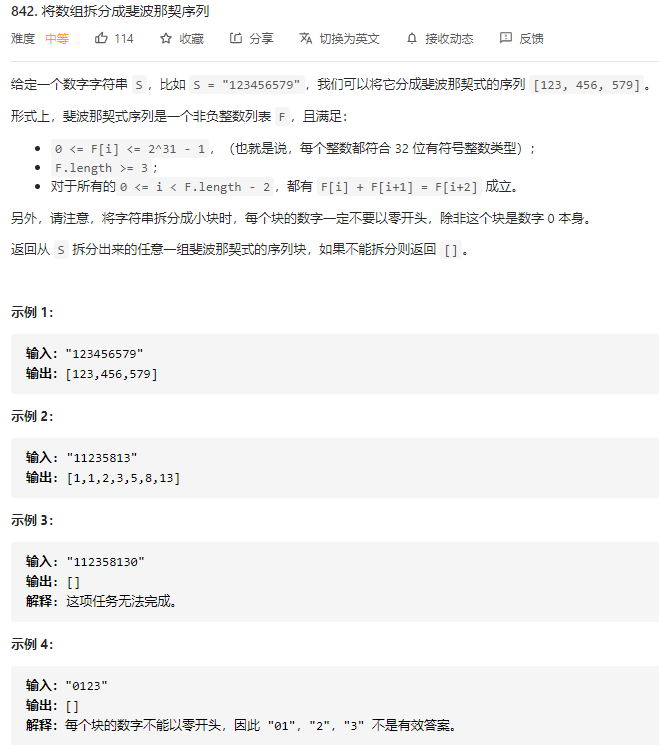 842. 将数组拆分成斐波那契序列
难度 中等 114 收藏 分享 切换为英文 接收动态 反馈
给定一个数字字符串 S，比如 S = "123456579"，我们可以将它分成斐波那契式的序列 [123, 456, 579]。
形式上，斐波那契式序列是一个非负整数列表 F，且满足：
0 <= F[i] <= 2^31 - 1，（也就是说，每个整数都符合 32 位有符号整数类型）；
F.length >= 3；
对于所有的 0 <= i < F.length - 2，都有 F[i] + F[i+1] = F[i+2] 成立。
另外，请注意，将字符串拆分成小块时，每个块的数字一定不要以零开头，除非这个块是数字 0 本身。
返回从 S 拆分出来的任意一组斐波那契式的序列块，如果不能拆分则返回 []。
示例 1：
输入："123456579"
输出：[123,456,579]
示例 2：
输入："11235813"
输出：[1,1,2,3,5,8,13]
示例 3：
输入："112358130"
输出：[]
解释：这项任务无法完成。
示例 4：
输入："0123"
输出：[]
解释：每个块的数字不能以零开头，因此 "01"，"2"，"3" 不是有效答案。